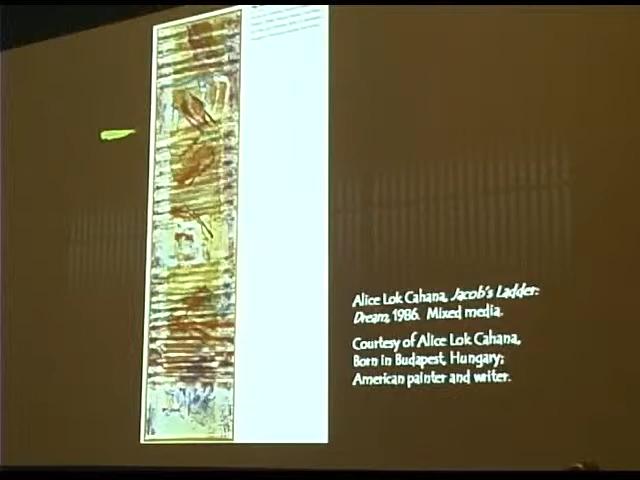 Alice Lok Cahana, Jacob's Ladder:
Dream, 1986. Mixed media.
Courtesy of Alice Lok Cahana,
Born in Budapest, Hungary;
American painter and writer.